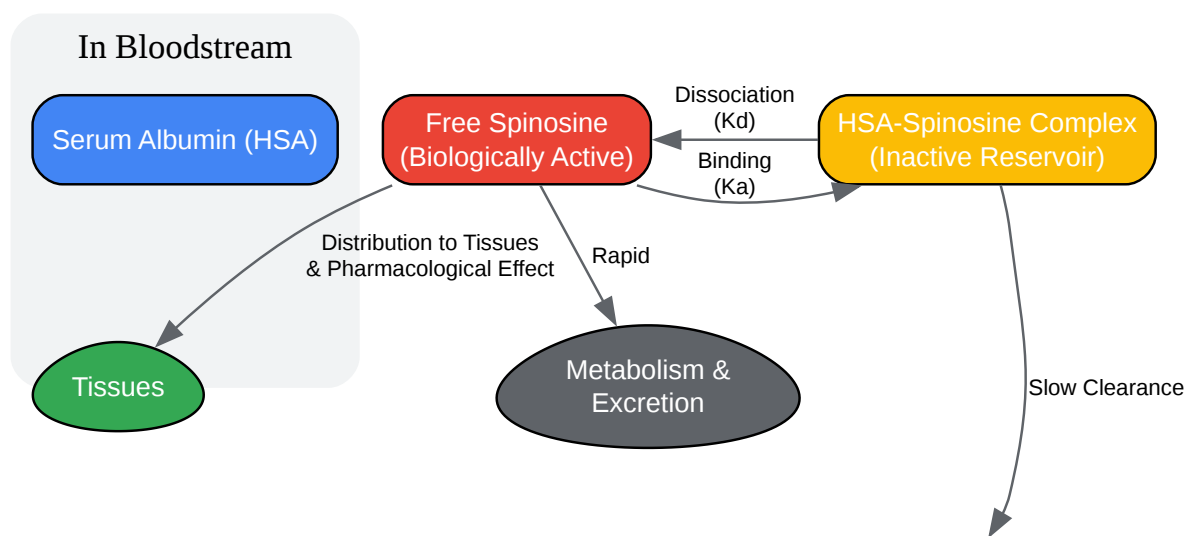 In Bloodstream
Serum Albumin (HSA)
Free Spinosine
(Biologically Active)
Dissociation
(Kd)
Binding
(Ka)
HSA-Spinosine Complex
(Inactive Reservoir)
Distribution to Tissues
& Pharmacological Effect
Rapid
Tissues
Metabolism &
Excretion
Slow Clearance